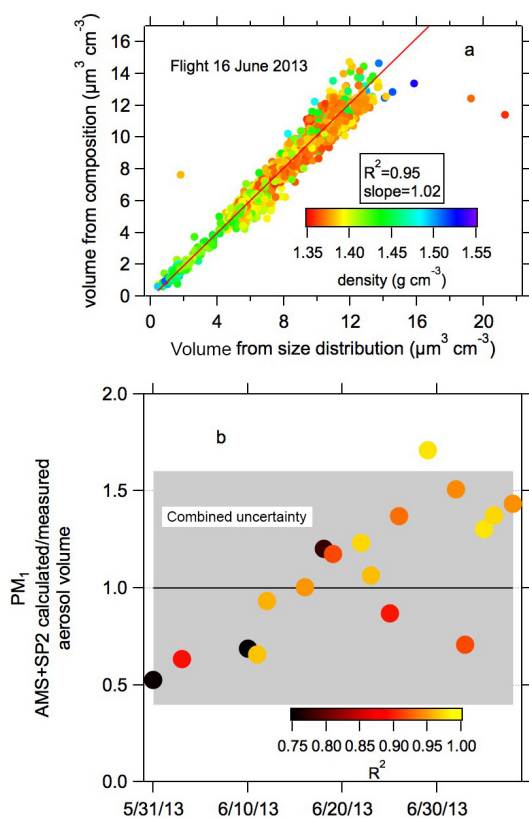 16
14
12
10
8
6
4
2
0
volume from composition (µm³ cm⁻³)
Flight 16 June 2013
a
R²=0.95
slope=1.02
1.35 1.40 1.45 1.50 1.55
density (g cm⁻³)
0 4 8 12 16 20
Volume from size distribution (µm³ cm⁻³)
2.0
1.5
1.0
0.5
0.0
PM₁
AMS+SP2 calculated/measured
aerosol volume
b
Combined uncertainty
0.75 0.80 0.85 0.90 0.95 1.00
R²
5/31/13 6/10/13 6/20/13 6/30/13